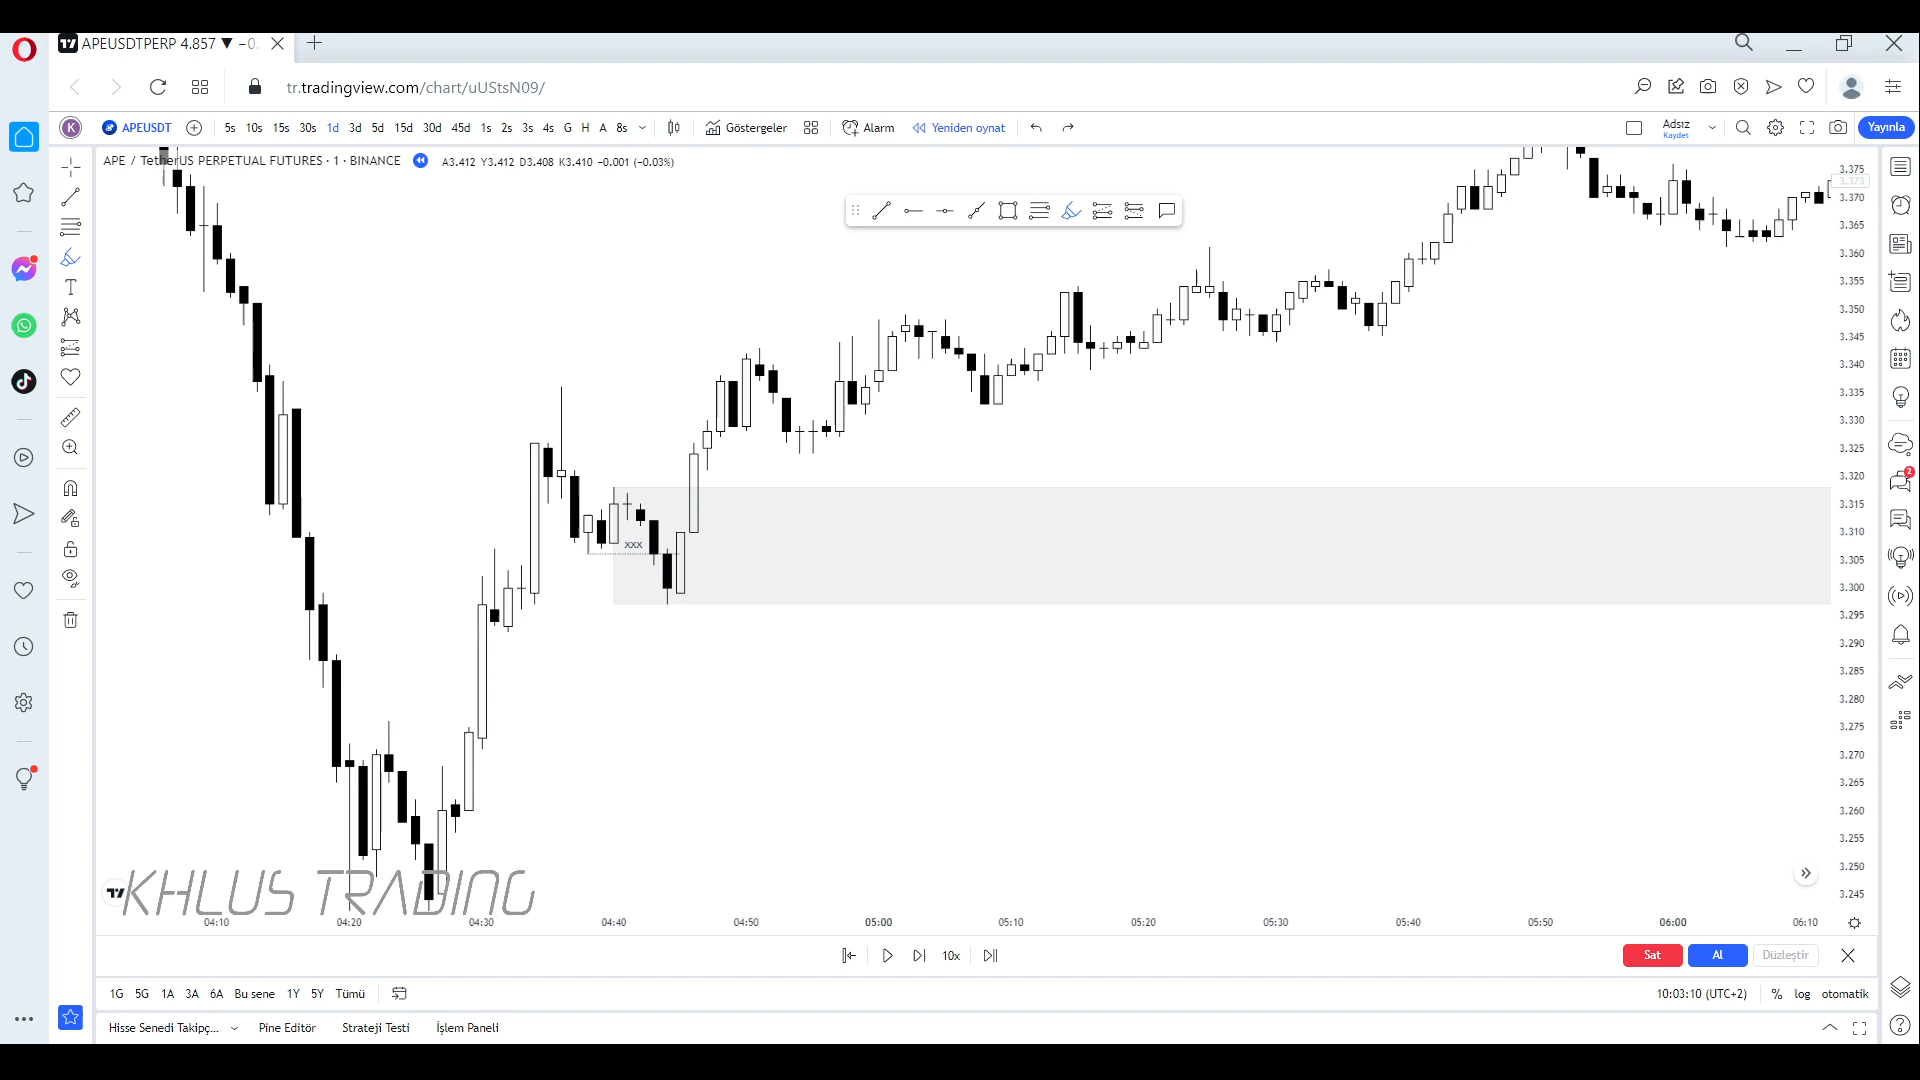 APEUSDTPERP 4.857 ▼ −0.
tr.tradingview.com/chart/uUStsN09/
K APEUSDT 5s 10s 15s 30s 1d 3d 5d 15d 30d 45d 1s 2s 3s 4s G H A 8s Göstergeler Alarm Yeniden oynat Adsız Kaydet Yayınla
APE / TetherUS PERPETUAL FUTURES · 1 · BINANCE A3.412 Y3.412 D3.408 K3.410 −0.001 (−0.03%)
3.375
3.373
3.370
3.365
3.360
3.355
3.350
3.345
3.340
3.335
3.330
3.325
3.320
3.315
3.310
3.305
3.300
3.295
3.290
3.285
3.280
3.275
3.270
3.265
3.260
3.255
3.250
3.245
2
xxx
KHLUS TRADING
04:10 04:20 04:30 04:40 04:50 05:00 05:10 05:20 05:30 05:40 05:50 06:00 06:10
10x Sat Al Düzleştir
1G 5G 1A 3A 6A Bu sene 1Y 5Y Tümü 10:03:10 (UTC+2) % log otomatik
Hisse Senedi Takipç... Pine Editör Strateji Testi İşlem Paneli